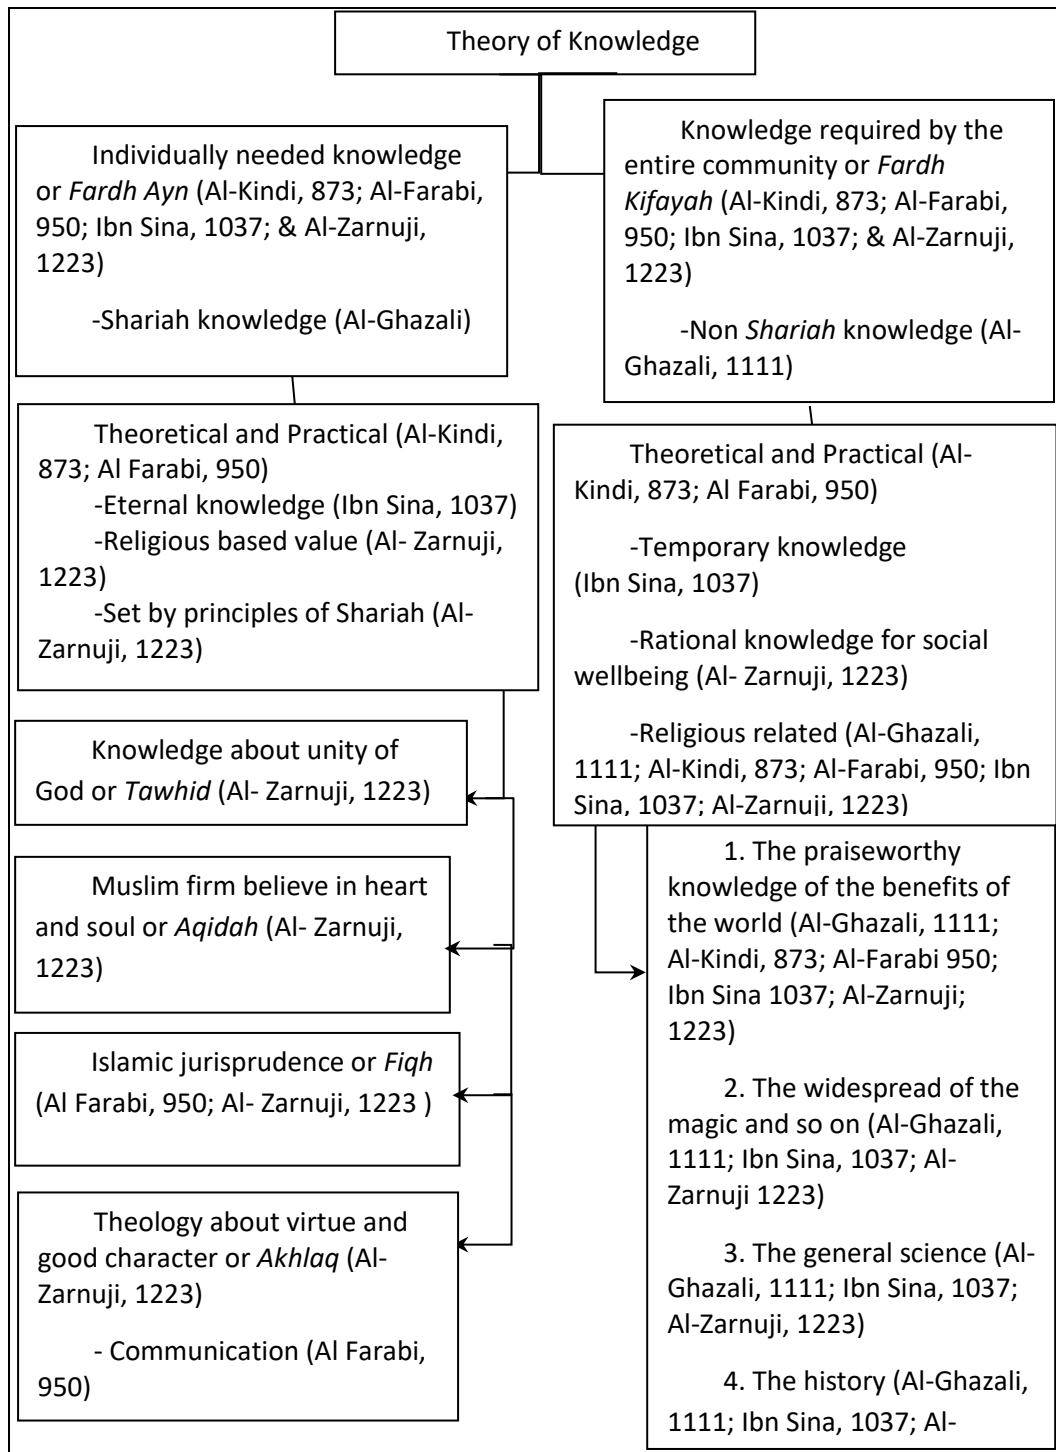 Theory of Knowledge
Individually needed knowledge
or Fardh Ayn (Al-Kindi, 873; Al-Farabi,
950; Ibn Sina, 1037; & Al-Zarnuji,
1223)
-Shariah knowledge (Al-Ghazali)
Knowledge required by the
entire community or Fardh
Kifayah (Al-Kindi, 873; Al-Farabi,
950; Ibn Sina, 1037; & Al-Zarnuji,
1223)
-Non Shariah knowledge (Al-
Ghazali, 1111)
Theoretical and Practical (Al-Kindi,
873; Al Farabi, 950)
-Eternal knowledge (Ibn Sina, 1037)
-Religious based value (Al- Zarnuji,
1223)
-Set by principles of Shariah (Al-
Zarnuji, 1223)
Theoretical and Practical (Al-
Kindi, 873; Al Farabi, 950)
-Temporary knowledge
(Ibn Sina, 1037)
-Rational knowledge for social
wellbeing (Al- Zarnuji, 1223)
-Religious related (Al-Ghazali,
1111; Al-Kindi, 873; Al-Farabi, 950; Ibn
Sina, 1037; Al-Zarnuji, 1223)
Knowledge about unity of
God or Tawhid (Al- Zarnuji, 1223)
Muslim firm believe in heart
and soul or Aqidah (Al- Zarnuji,
1223)
Islamic jurisprudence or Fiqh
(Al Farabi, 950; Al- Zarnuji, 1223 )
Theology about virtue and
good character or Akhlaq (Al-
Zarnuji, 1223)
- Communication (Al Farabi,
950)
1. The praiseworthy
knowledge of the benefits of
the world (Al-Ghazali, 1111;
Al-Kindi, 873; Al-Farabi 950;
Ibn Sina 1037; Al-Zarnuji;
1223)
2. The widespread of the
magic and so on (Al-Ghazali,
1111; Ibn Sina, 1037; Al-
Zarnuji 1223)
3. The general science (Al-
Ghazali, 1111; Ibn Sina, 1037;
Al-Zarnuji, 1223)
4. The history (Al-Ghazali,
1111; Ibn Sina, 1037; Al-